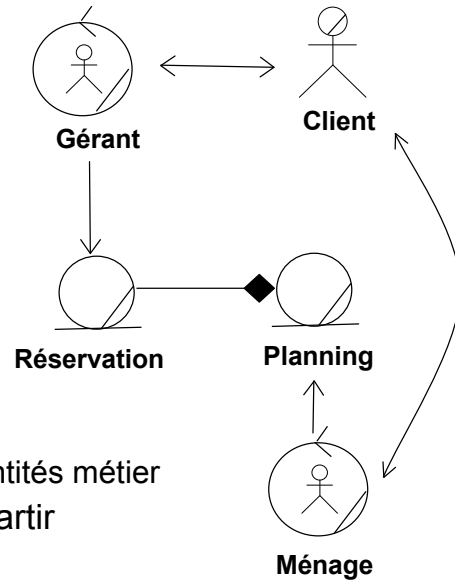 Gérant
Client
Réservation
Planning
ntités métier
artir
Ménage